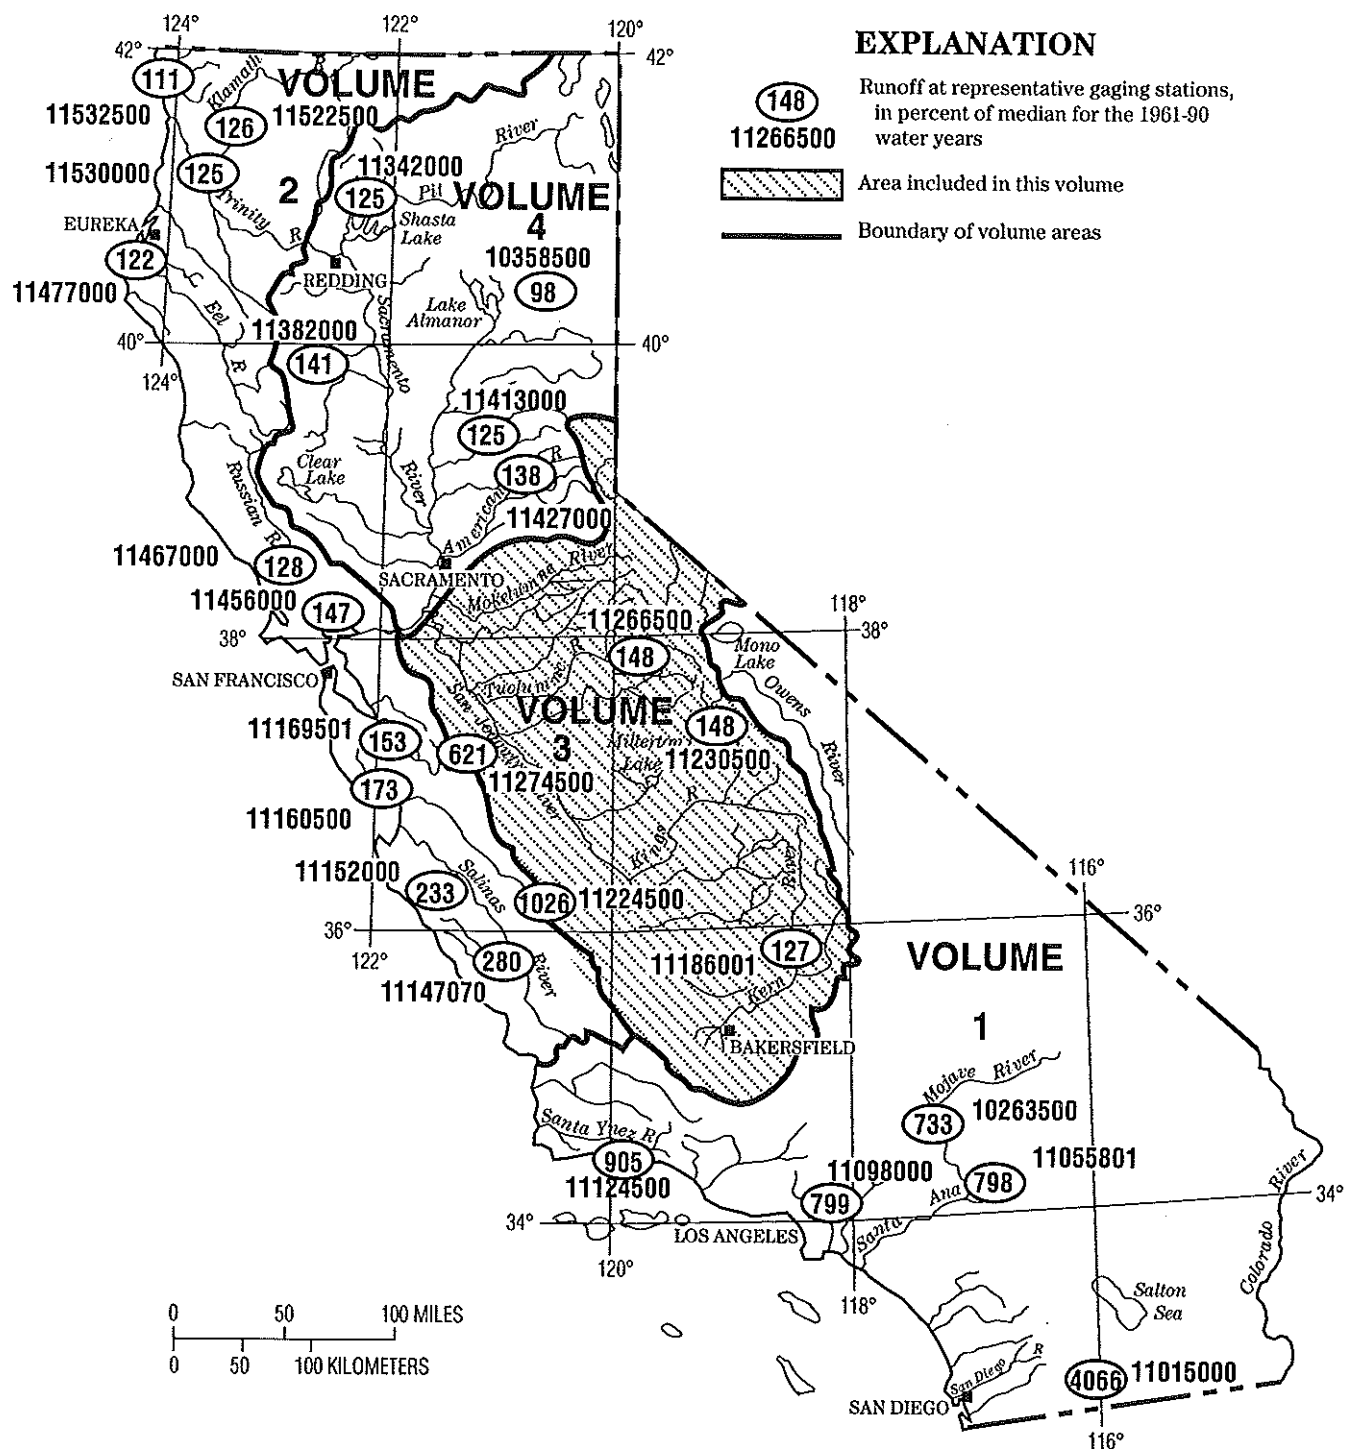 124°
122°
120°
42°
42°
EXPLANATION
148
11266500
Runoff at representative gaging stations,
in percent of median for the 1961-90
water years
Area included in this volume
Boundary of volume areas
111
11532500
Klamath
126
VOLUME
2
11522500
11530000
125
Trinity
R
11342000
125
Pit
River
VOLUME
4
Shasta
Lake
EUREKA
122
11477000
REDDING
10358500
98
Eel
R
Sacramento
River
Lake
Almanor
11382000
141
40°
40°
124°
11413000
125
138
American
R
11427000
Clear
Lake
Russian
R
11467000
128
11456000
147
SACRAMENTO
Mokelumne River
118°
38°
38°
11266500
148
Mono
Lake
SAN FRANCISCO
Tuolumne
R
Owens
River
VOLUME
3
San Joaquin River
148
11230500
Millerton
Lake
11169501
153
621
11274500
173
11160500
Kings
R
11152000
233
Salinas
River
1026
11224500
River
116°
36°
36°
122°
280
11147070
11186001
127
Kern
BAKERSFIELD
VOLUME
1
Mojave River
733
10263500
Santa Ynez R
905
11124500
11098000
799
11055801
798
Santa Ana
River
Colorado
34°
34°
LOS ANGELES
120°
118°
Salton
Sea
0
50
100 MILES
0
50
100 KILOMETERS
San Diego
R
SAN DIEGO
4066
11015000
116°